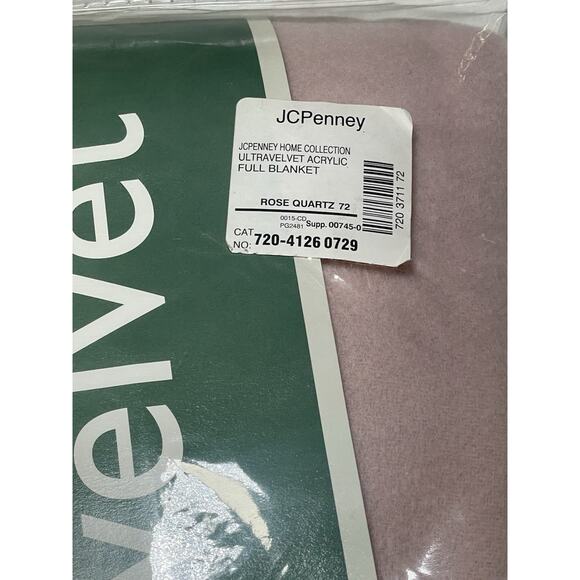 JCPenney
JCPENNEY HOME COLLECTION
ULTRAVELVET ACRYLIC
FULL BLANKET
ROSE QUARTZ 72
0015-CD
PG2481 Supp. 00745-0
CAT. NO: 720-4126 0729
720 3711 72
velvet